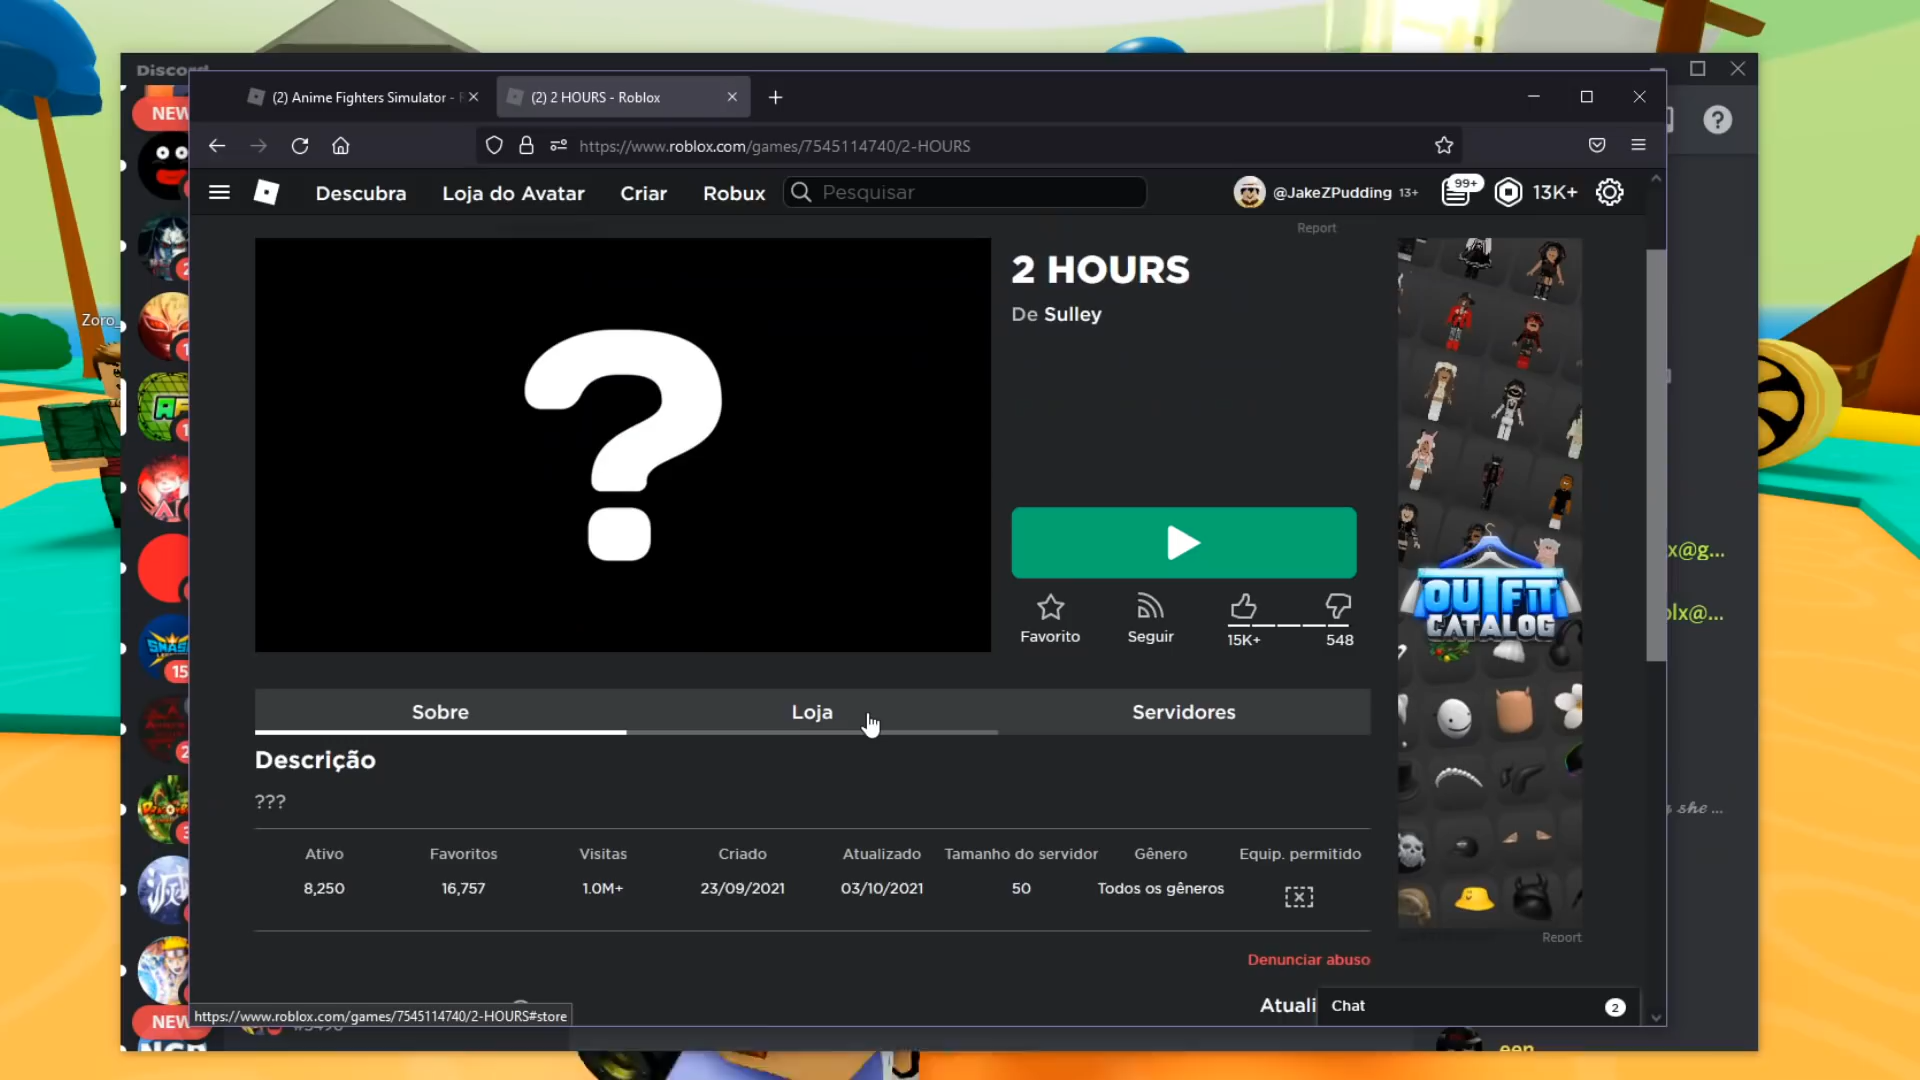 Discord
(2) Anime Fighters Simulator -
(2) 2 HOURS - Roblox
NEW
https://www.roblox.com/games/7545114740/2-HOURS
Descubra
Loja do Avatar
Criar
Robux
Pesquisar
@JakeZPudding 13+
99+
13K+
Report
2 HOURS
De Sulley
Zoro_
?
x@g...
lx@...
Favorito
Seguir
15K+
548
OUTFIT
CATALOG
15
Sobre
Loja
Servidores
Descrição
???
Ativo
Favoritos
Visitas
Criado
Atualizado
Tamanho do servidor
Gênero
Equip. permitido
8,250
16,757
1.0M+
23/09/2021
03/10/2021
50
Todos os gêneros
she ...
Report
Denunciar abuso
Atuali
Chat
2
NEW
https://www.roblox.com/games/7545114740/2-HOURS#store
een